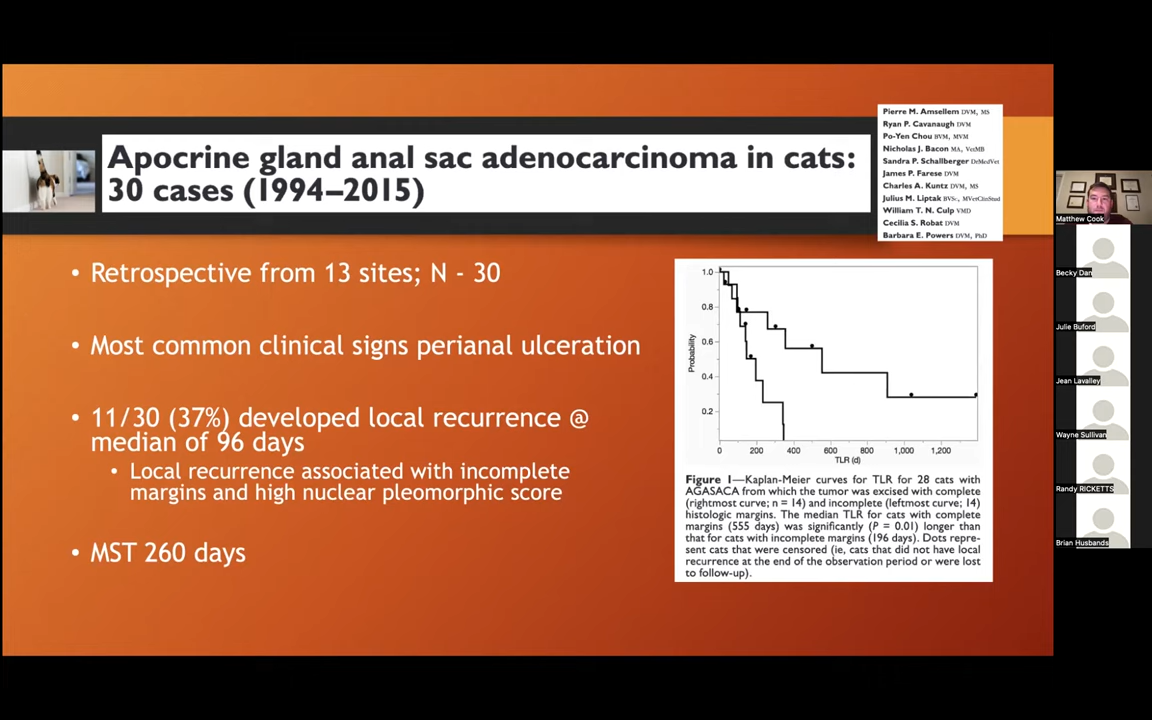 Apocrine gland anal sac adenocarcinoma in cats:
30 cases (1994–2015)
Pierre M. Amsellem DVM, MS
Ryan P. Cavanaugh DVM
Po-Yen Chou BVM, MVM
Nicholas J. Bacon MA, VetMB
Sandra P. Schallberger DrMedVet
James P. Farese DVM
Charles A. Kuntz DVM, MS
Julius M. Liptak BVSc, MVetClinStud
William T. N. Culp VMD
Cecilia S. Robat DVM
Barbara E. Powers DVM, PhD
• Retrospective from 13 sites; N - 30
• Most common clinical signs perianal ulceration
• 11/30 (37%) developed local recurrence @
median of 96 days
• Local recurrence associated with incomplete
margins and high nuclear pleomorphic score
• MST 260 days
1.0
0.8
0.6
0.4
0.2
Probability
0 200 400 600 800 1,000 1,200
TLR (d)
Figure 1—Kaplan-Meier curves for TLR for 28 cats with
AGASACA from which the tumor was excised with complete
(rightmost curve; n = 14) and incomplete (leftmost curve; 14)
histologic margins. The median TLR for cats with complete
margins (555 days) was significantly (P = 0.01) longer than
that for cats with incomplete margins (196 days). Dots repre-
sent cats that were censored (ie, cats that did not have local
recurrence at the end of the observation period or were lost
to follow-up).
Matthew Cook
Becky Dan
Julie Buford
Jean Lavalley
Wayne Sullivan
Randy RICKETTS
Brian Husbands